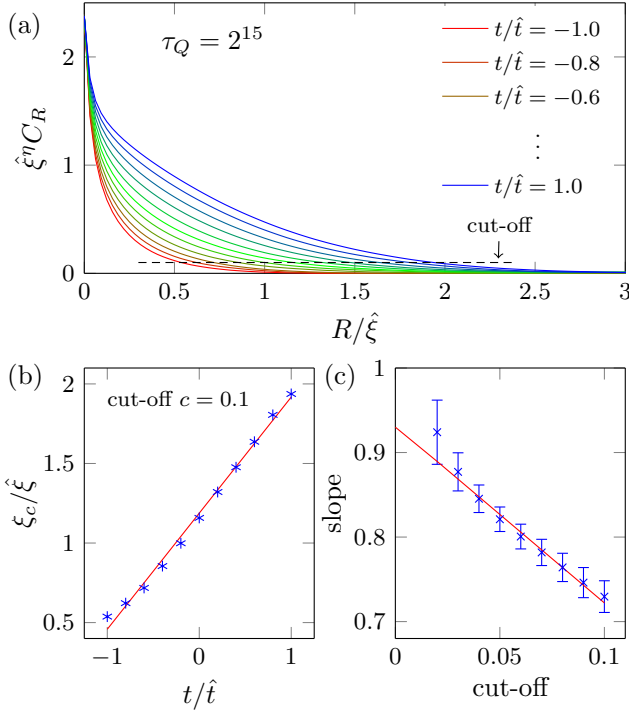 (a)
τ_Q = 2^15
t/t̂ = −1.0
t/t̂ = −0.8
t/t̂ = −0.6
⋮
t/t̂ = 1.0
cut-off
ξ̂^η C_R
2
1
0
0 0.5 1 1.5 2 2.5 3
R/ξ̂
(b)
cut-off c = 0.1
ξ_c/ξ̂
2
1.5
1
0.5
−1 0 1
t/t̂
(c)
slope
1
0.9
0.8
0.7
0 0.05 0.1
cut-off